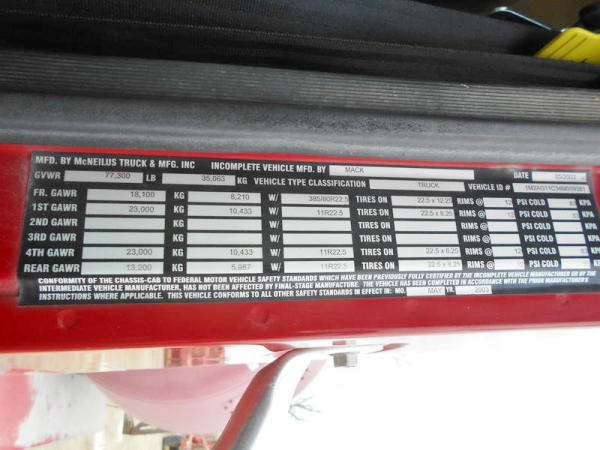 MFD. BY McNEILUS TRUCK & MFG. INC INCOMPLETE VEHICLE MFD. BY MACK
GVWR 77,300 LB 35,063 KG VEHICLE TYPE CLASSIFICATION TRUCK DATE VEHICLE ID #
FR. GAWR 18,100 KG 8,210 W/ 385/80R22.5 TIRES ON 22.5 x 12.25 RIMS @ PSI COLD KPA
1ST GAWR 23,000 KG 10,433 W/ 11R22.5 TIRES ON 22.5 x 8.25 RIMS @ PSI COLD KPA
2ND GAWR KG W/ TIRES ON RIMS @ PSI COLD KPA
3RD GAWR KG W/ TIRES ON RIMS @ PSI COLD
4TH GAWR 23,000 KG 10,433 W/ 11R22.5 TIRES ON 22.5 x 8.25 RIMS @ PSI COLD
REAR GAWR 13,200 KG 5,987 W/ 11R22.5 TIRES ON 22.5 x 8.25 RIMS @ PSI COLD
CONFORMITY OF THE CHASSIS-CAB TO FEDERAL MOTOR VEHICLE SAFETY STANDARDS WHICH HAVE BEEN PREVIOUSLY FULLY CERTIFIED BY THE INCOMPLETE VEHICLE MANUFACTURER OR BY THE
INTERMEDIATE VEHICLE MANUFACTURER, HAS NOT BEEN AFFECTED BY FINAL-STAGE MANUFACTURE. THE VEHICLE HAS BEEN COMPLETED IN ACCORDANCE WITH THE PRIOR MANUFACTURER'S
INSTRUCTIONS WHERE APPLICABLE. THIS VEHICLE CONFORMS TO ALL OTHER SAFETY STANDARDS IN EFFECT IN: MO. MAY YR. 2003